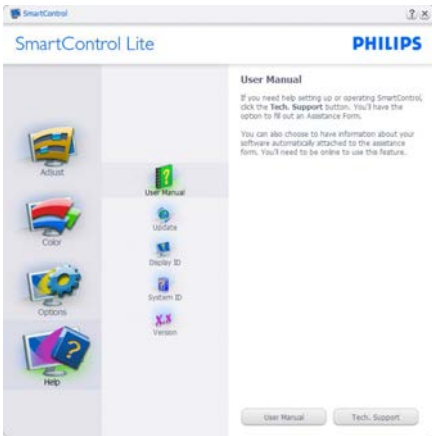 SmartControl
SmartControl Lite
PHILIPS
User Manual
If you need help setting up or operating SmartControl,
click the Tech. Support button. You'll have the
option to fill out an Assistance Form.
You can also choose to have information about your
software automatically attached to the assistance
form. You'll need to be online to use this feature.
Adjust
Color
Options
Help
User Manual
Update
Display ID
System ID
X.X
Version
User Manual
Tech. Support